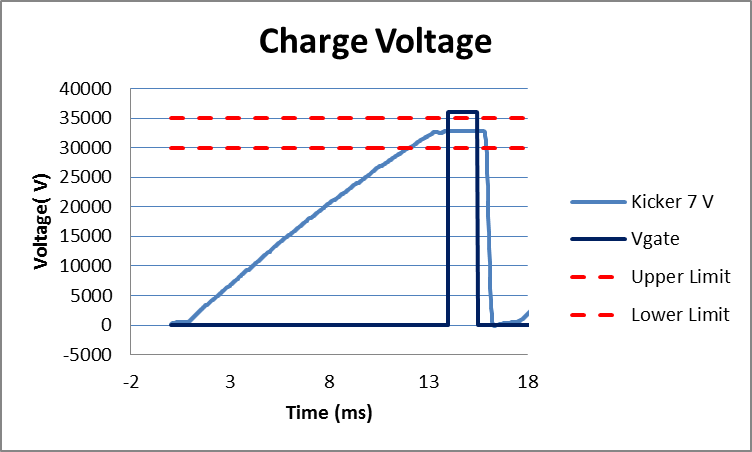 Charge Voltage
40000
35000
30000
25000
20000
15000
10000
5000
0
-5000
Voltage( V)
-2 3 8 13 18
Time (ms)
Kicker 7 V
Vgate
Upper Limit
Lower Limit